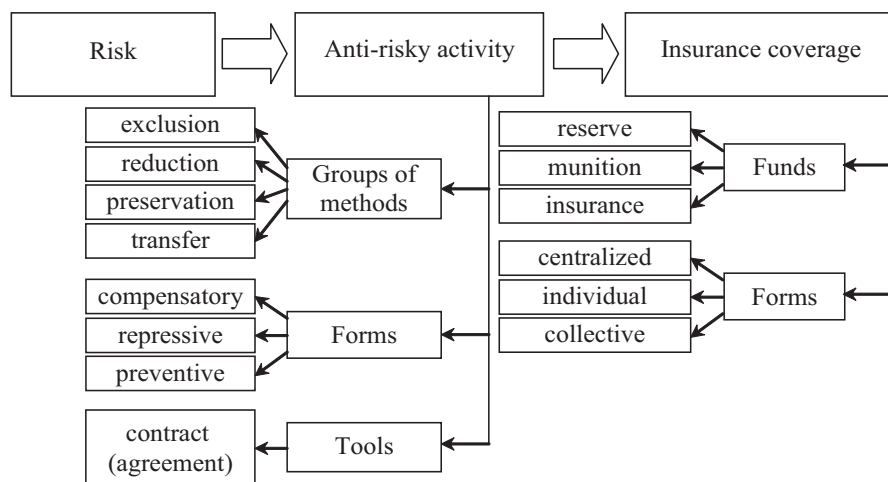 Risk
Anti-risky activity
Insurance coverage
exclusion
reduction
preservation
transfer
Groups of
methods
compensatory
repressive
preventive
Forms
contract
(agreement)
Tools
reserve
munition
insurance
Funds
centralized
individual
collective
Forms